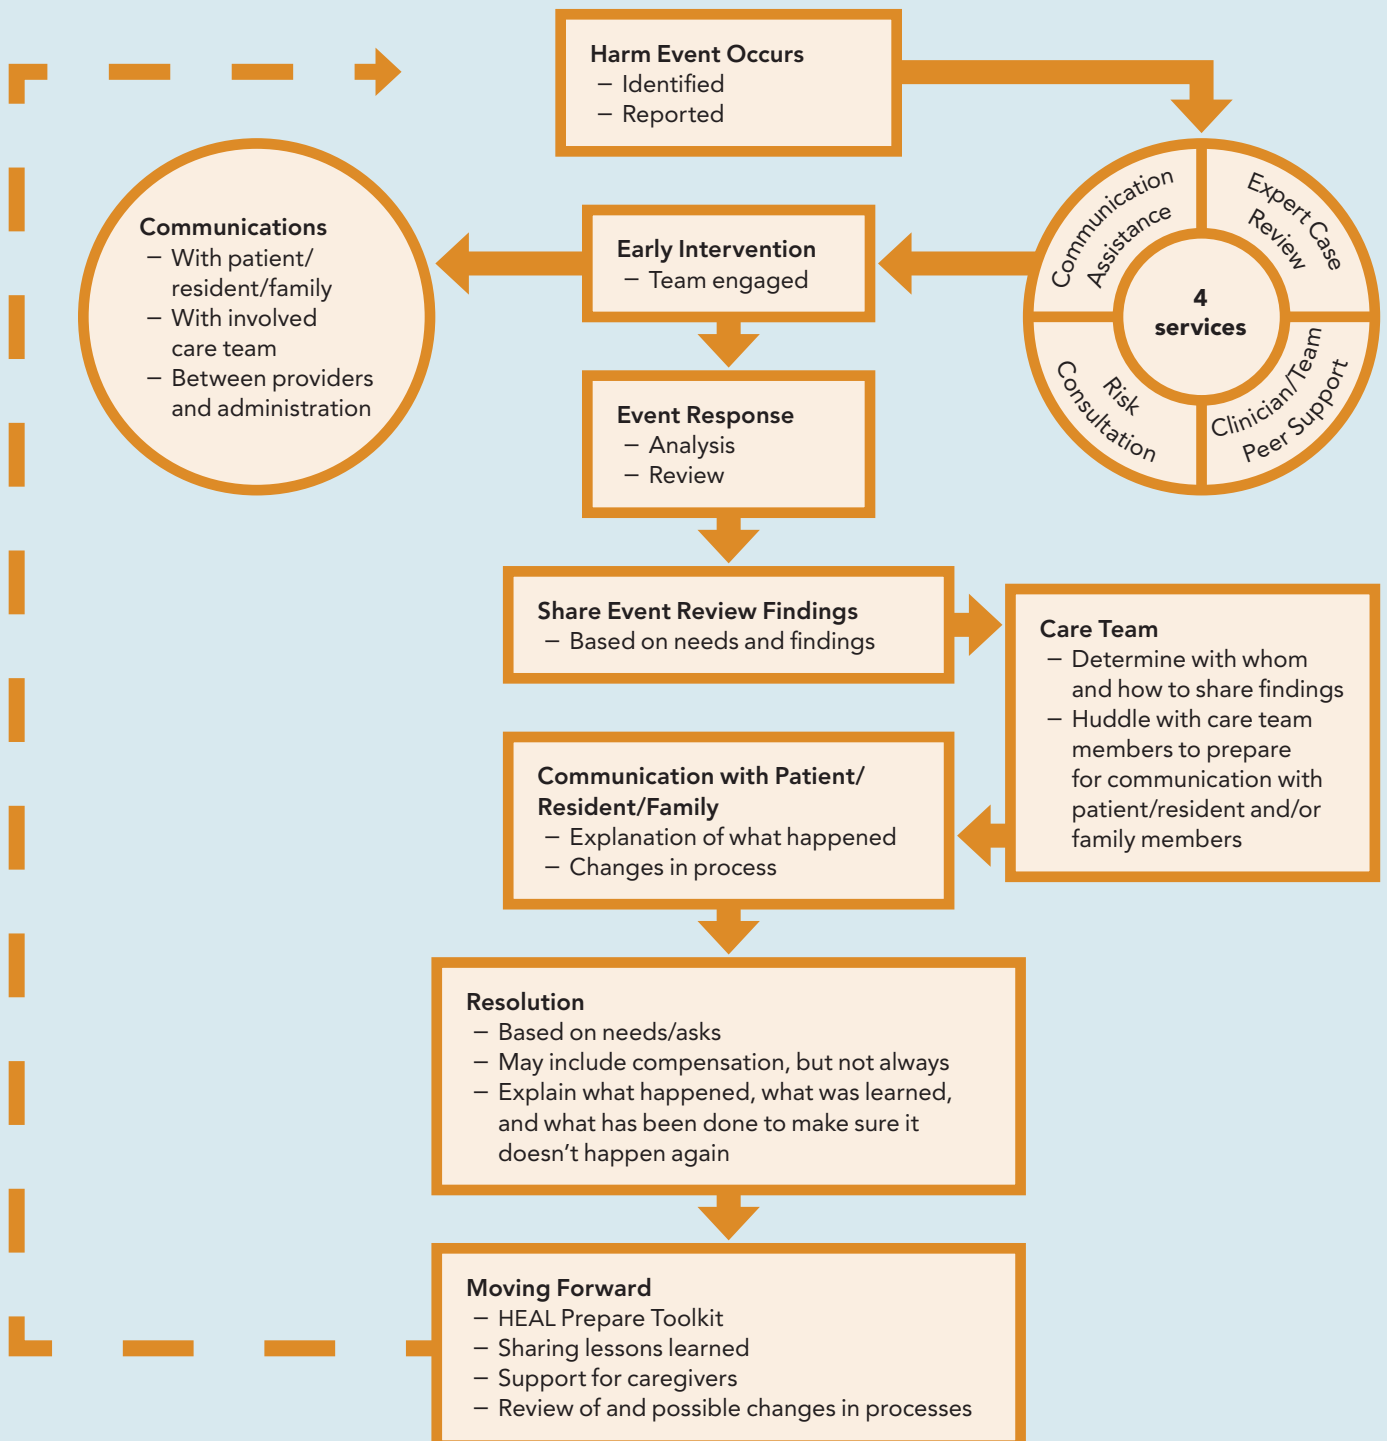 Harm Event Occurs
– Identified
– Reported
Communication
Assistance
Expert Case
Review
4
services
Risk
Consultation
Clinician/Team
Peer Support
Early Intervention
– Team engaged
Communications
– With patient/
resident/family
– With involved
care team
– Between providers
and administration
Event Response
– Analysis
– Review
Share Event Review Findings
– Based on needs and findings
Care Team
– Determine with whom
and how to share findings
– Huddle with care team
members to prepare
for communication with
patient/resident and/or
family members
Communication with Patient/
Resident/Family
– Explanation of what happened
– Changes in process
Resolution
– Based on needs/asks
– May include compensation, but not always
– Explain what happened, what was learned,
and what has been done to make sure it
doesn’t happen again
Moving Forward
– HEAL Prepare Toolkit
– Sharing lessons learned
– Support for caregivers
– Review of and possible changes in processes